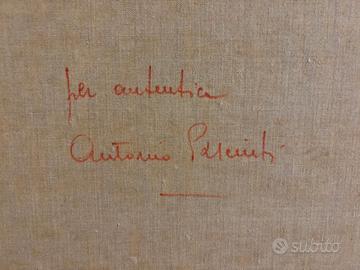 per autentica
Antonio
subito